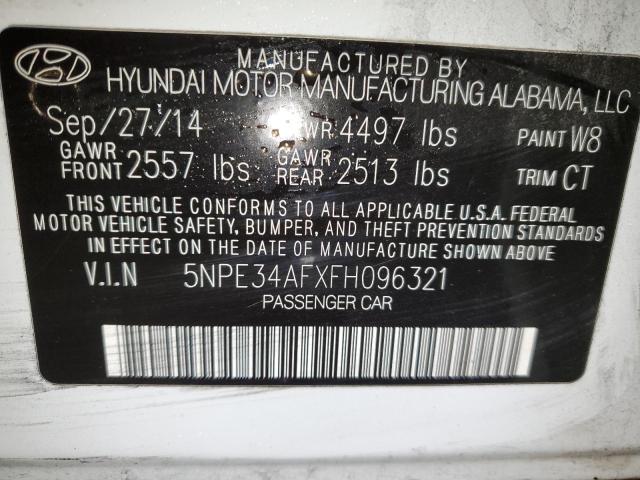 MANUFACTURED BY
HYUNDAI MOTOR MANUFACTURING ALABAMA, LLC
Sep/27/14 GVWR 4497 lbs PAINT W8
GAWR FRONT 2557 lbs GAWR REAR 2513 lbs TRIM CT
THIS VEHICLE CONFORMS TO ALL APPLICABLE U.S.A. FEDERAL
MOTOR VEHICLE SAFETY, BUMPER, AND THEFT PREVENTION STANDARDS
IN EFFECT ON THE DATE OF MANUFACTURE SHOWN ABOVE.
V.I.N 5NPE34AFXFH096321
PASSENGER CAR